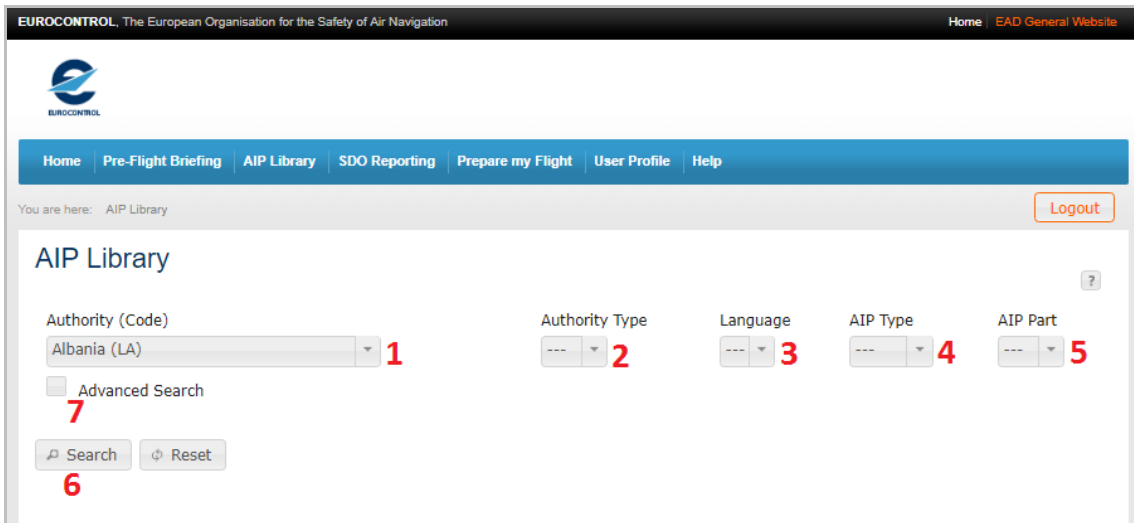 EUROCONTROL, The European Organisation for the Safety of Air Navigation
Home EAD General Website
EUROCONTROL
Home Pre-Flight Briefing AIP Library SDO Reporting Prepare my Flight User Profile Help
You are here: AIP Library
Logout
AIP Library
?
Authority (Code) Authority Type Language AIP Type AIP Part
Albania (LA) 1 --- 2 --- 3 --- 4 --- 5
Advanced Search
7
Search Reset
6